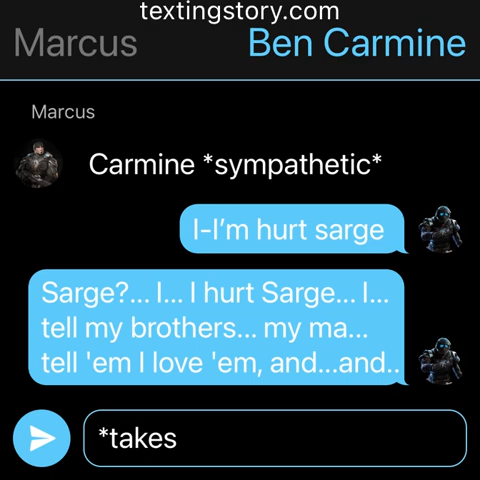 textingstory.com
Marcus
Ben Carmine
Marcus
Carmine *sympathetic*
I-I'm hurt sarge
Sarge?... I... I hurt Sarge... I...
tell my brothers... my ma...
tell 'em I love 'em, and...and..
*takes